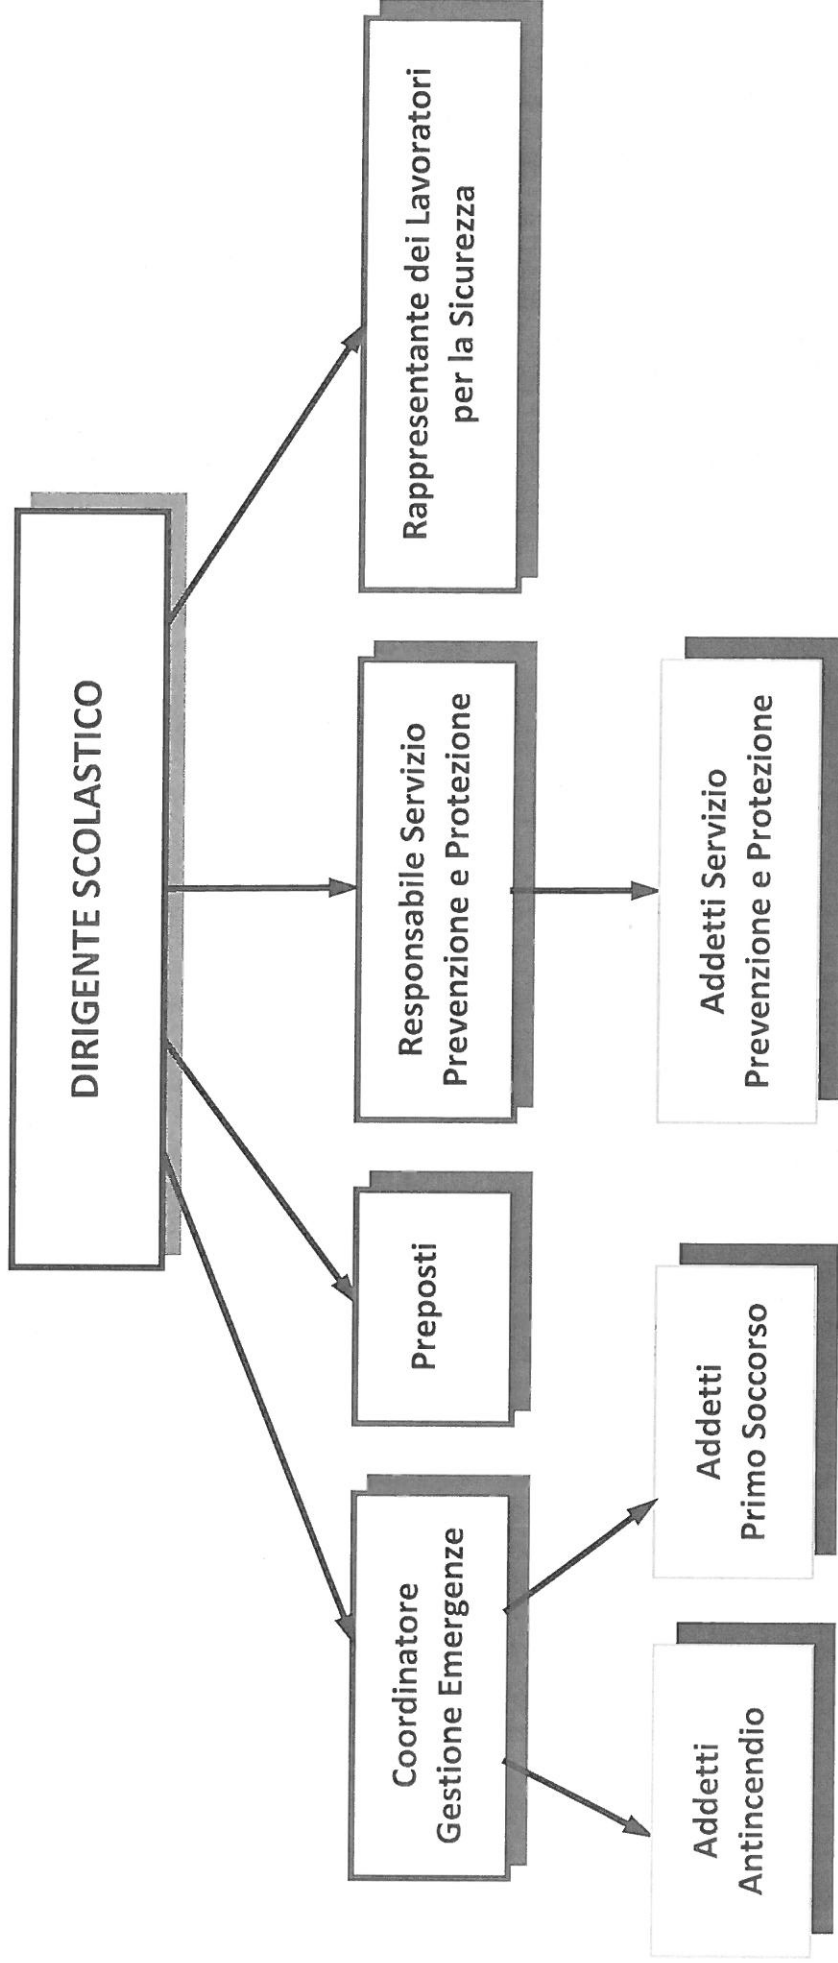 DIRIGENTE SCOLASTICO
Coordinatore
Gestione Emergenze
Preposti
Responsabile Servizio
Prevenzione e Protezione
Rappresentante dei Lavoratori
per la Sicurezza
Addetti
Antincendio
Addetti
Primo Soccorso
Addetti Servizio
Prevenzione e Protezione